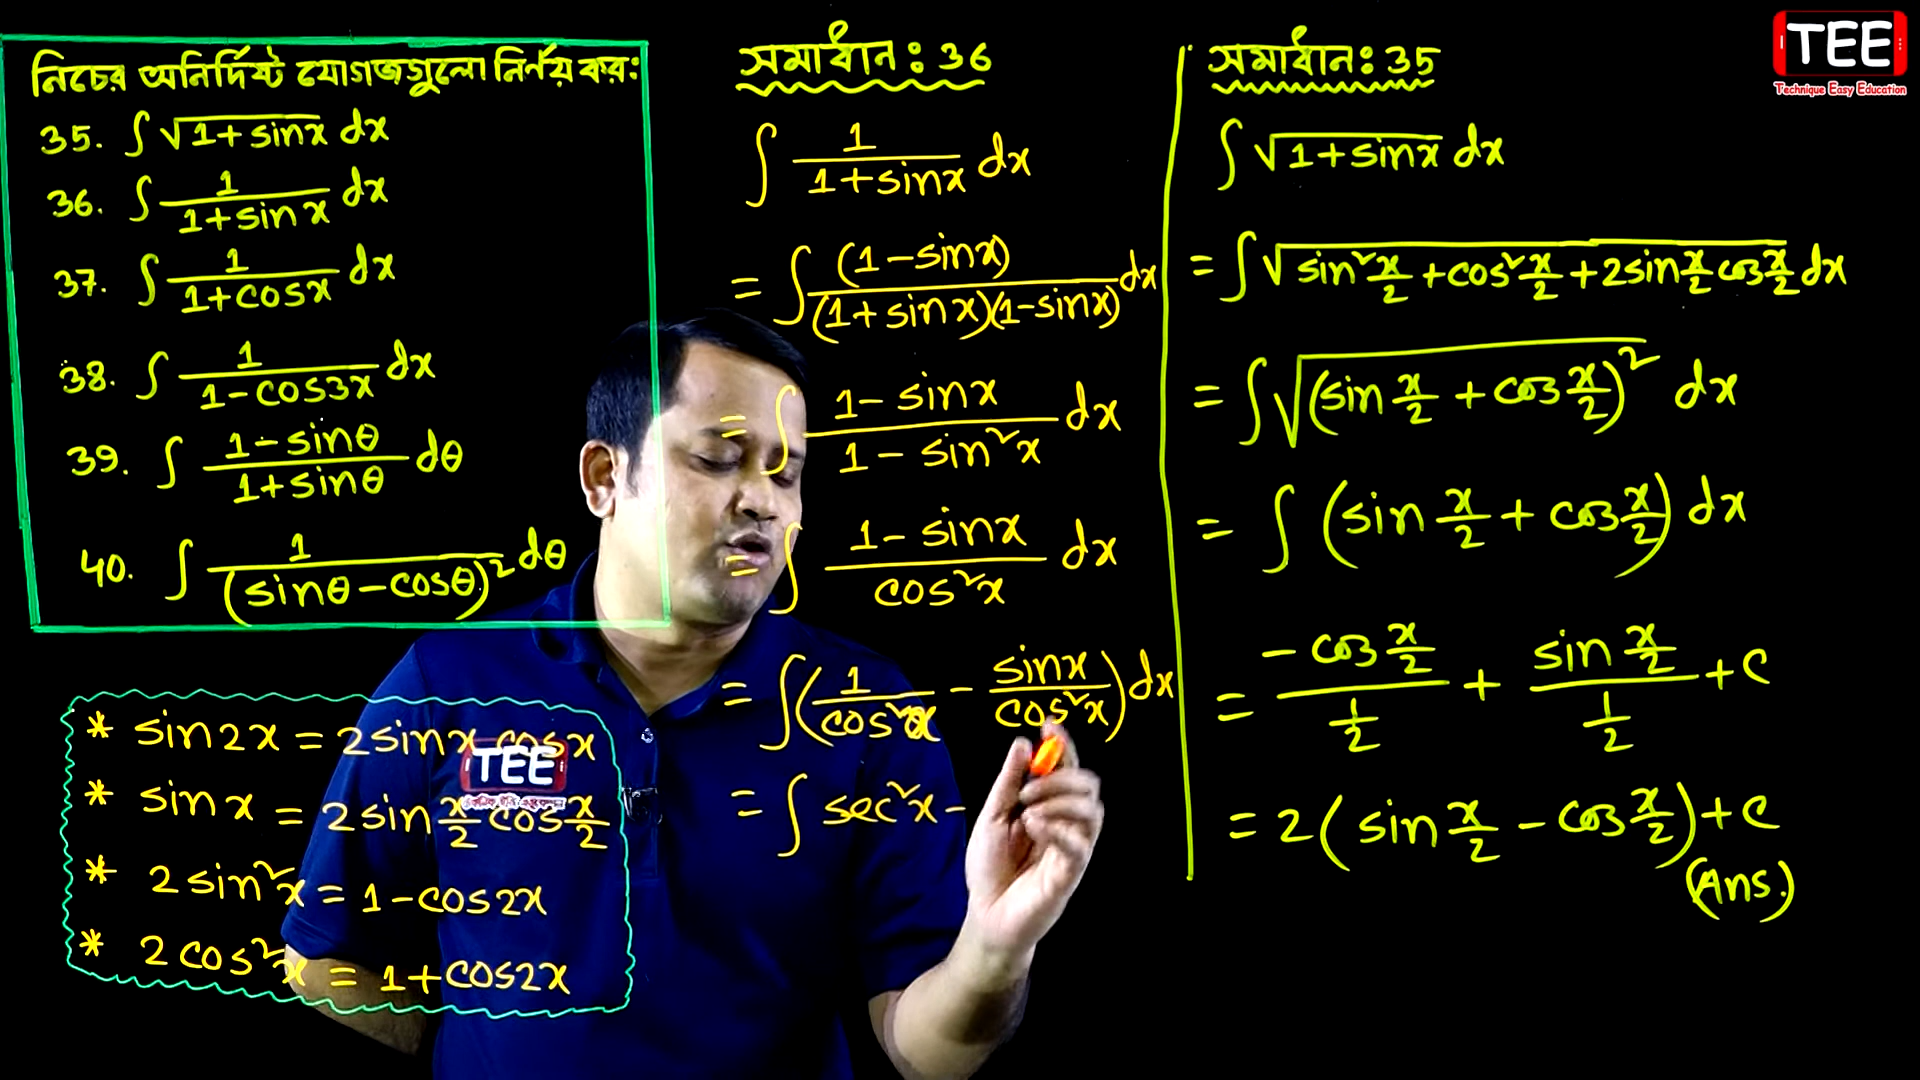 নিচের অনির্দিষ্ট যোগজগুলো নির্নয় কর:
35. ∫ √(1+sinx) dx
36. ∫ 1/(1+sinx) dx
37. ∫ 1/(1+cosx) dx
38. ∫ 1/(1-cos3x) dx
39. ∫ (1-sinθ)/(1+sinθ) dθ
40. ∫ 1/(sinθ-cosθ)² dθ
* sin2x = 2sinx cosx
* sinx = 2sin x/2 cos x/2
* 2sin²x = 1-cos2x
* 2cos²x = 1+cos2x
TEE
সমাধান: 36
∫ 1/(1+sinx) dx
= ∫ (1-sinx)/((1+sinx)(1-sinx)) dx
= ∫ (1-sinx)/(1-sin²x) dx
= ∫ (1-sinx)/cos²x dx
= ∫ (1/cos²x - sinx/cos²x) dx
= ∫ sec²x -
সমাধান: 35
∫ √(1+sinx) dx
= ∫ √(sin² x/2 + cos² x/2 + 2sin x/2 cos x/2) dx
= ∫ √((sin x/2 + cos x/2)²) dx
= ∫ (sin x/2 + cos x/2) dx
= (-cos x/2)/(1/2) + (sin x/2)/(1/2) + c
= 2(sin x/2 - cos x/2) + c
(Ans.)
TEE
Technique Easy Education